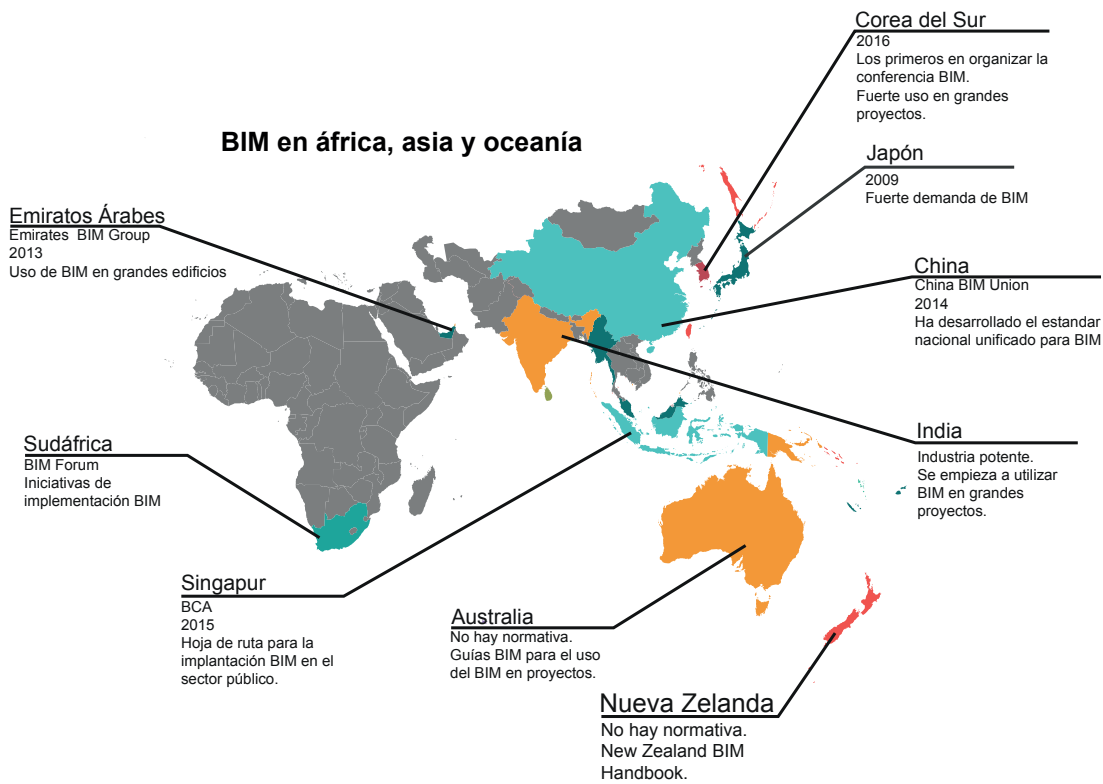 Corea del Sur
2016
Los primeros en organizar la
conferencia BIM.
Fuerte uso en grandes
proyectos.
BIM en áfrica, asia y oceanía
Japón
2009
Fuerte demanda de BIM
Emiratos Árabes
Emirates BIM Group
2013
Uso de BIM en grandes edificios
China
China BIM Union
2014
Ha desarrollado el estandar
nacional unificado para BIM
Sudáfrica
BIM Forum
Iniciativas de
implementación BIM
India
Industria potente.
Se empieza a utilizar
BIM en grandes
proyectos.
Singapur
BCA
2015
Hoja de ruta para la
implantación BIM en el
sector público.
Australia
No hay normativa.
Guías BIM para el uso
del BIM en proyectos.
Nueva Zelanda
No hay normativa.
New Zealand BIM
Handbook.